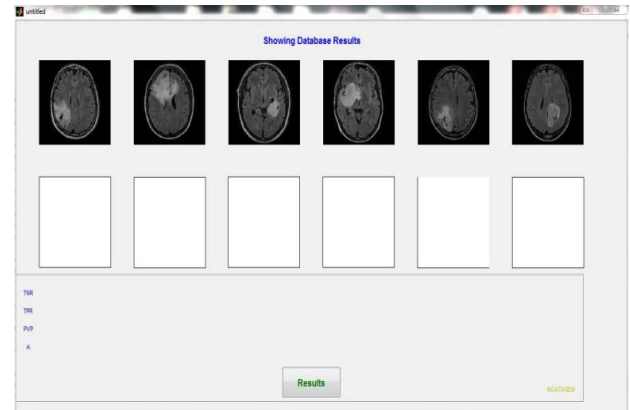 untitled
Showing Database Results
TNR
TPR
PVP
A
Results